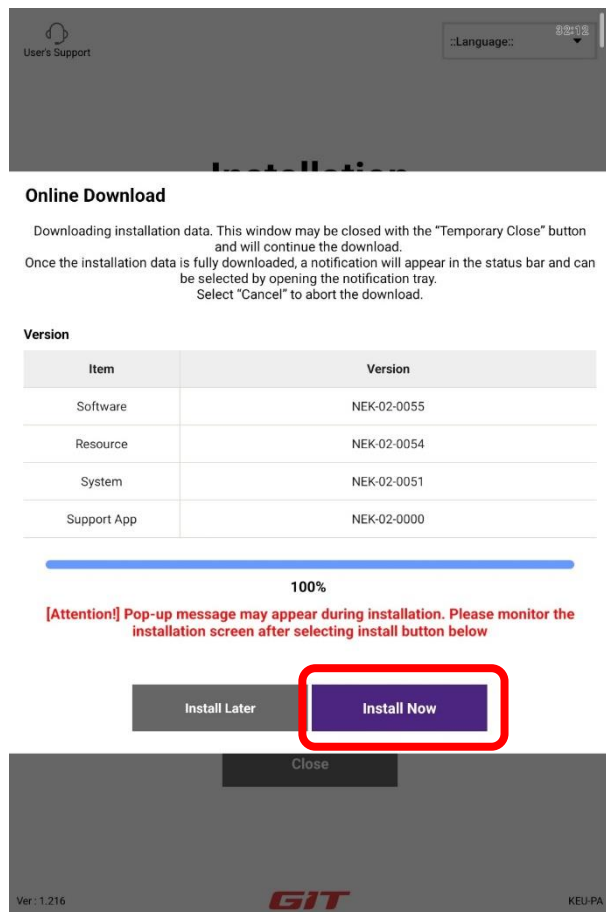 32:12
User's Support
::Language::
Installation
Online Download
Downloading installation data. This window may be closed with the “Temporary Close” button
and will continue the download.
Once the installation data is fully downloaded, a notification will appear in the status bar and can
be selected by opening the notification tray.
Select “Cancel” to abort the download.
Version
Item Version
Software NEK-02-0055
Resource NEK-02-0054
System NEK-02-0051
Support App NEK-02-0000
100%
[Attention!] Pop-up message may appear during installation. Please monitor the
installation screen after selecting install button below
Install Later Install Now
Close
Ver : 1.216 GIT KEU-PA